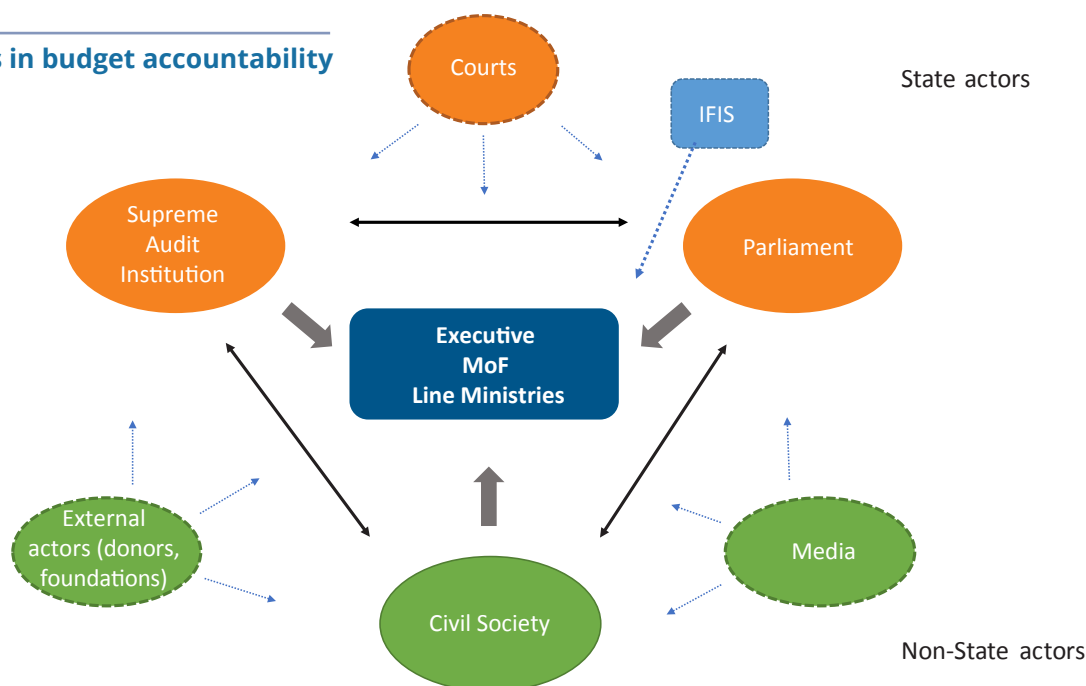 s in budget accountability
Courts
State actors
IFIS
Supreme
Audit
Institution
Parliament
Executive
MoF
Line Ministries
External
actors (donors,
foundations)
Media
Civil Society
Non-State actors